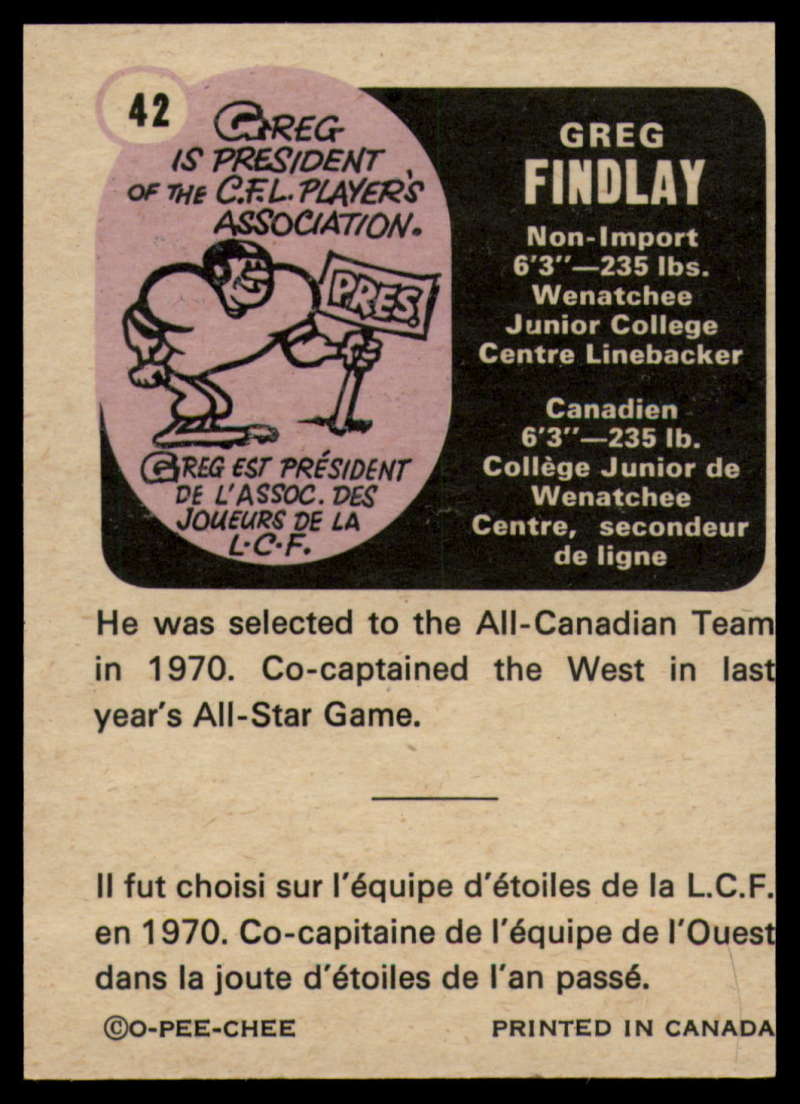 42
GREG
IS PRESIDENT
OF THE C.F.L. PLAYER'S
ASSOCIATION.
PRES.
GREG EST PRÉSIDENT
DE L'ASSOC. DES
JOUEURS DE LA
L.C.F.
GREG
FINDLAY
Non-Import
6'3"—235 lbs.
Wenatchee
Junior College
Centre Linebacker
Canadien
6'3"—235 lb.
Collège Junior de
Wenatchee
Centre, secondeur
de ligne
He was selected to the All-Canadian Team
in 1970. Co-captained the West in last
year's All-Star Game.
Il fut choisi sur l'équipe d'étoiles de la L.C.F.
en 1970. Co-capitaine de l'équipe de l'Ouest
dans la joute d'étoiles de l'an passé.
©O-PEE-CHEE PRINTED IN CANADA